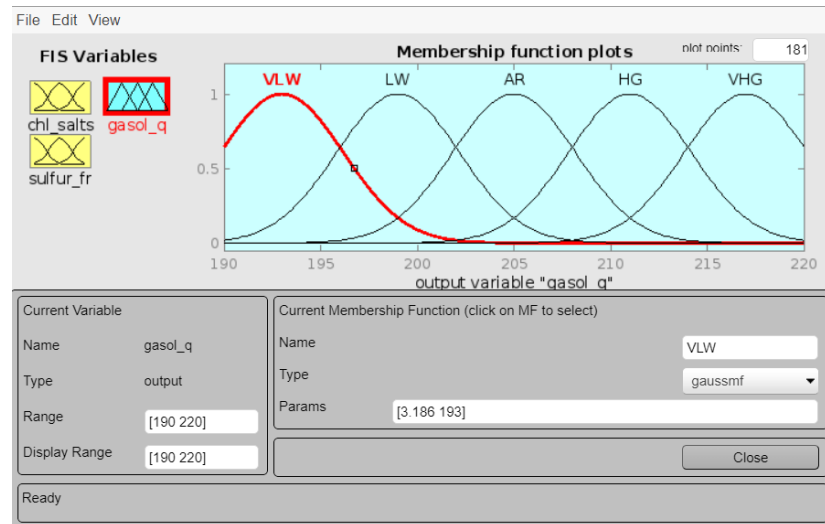 File Edit View
FIS Variables
chl_salts gasol_q
sulfur_fr
Membership function plots
plot points: 181
VLW LW AR HG VHG
1
0.5
0
190 195 200 205 210 215 220
output variable "gasol_q"
Current Variable
Name gasol_q
Type output
Range [190 220]
Display Range [190 220]
Current Membership Function (click on MF to select)
Name VLW
Type gaussmf
Params [3.186 193]
Close
Ready